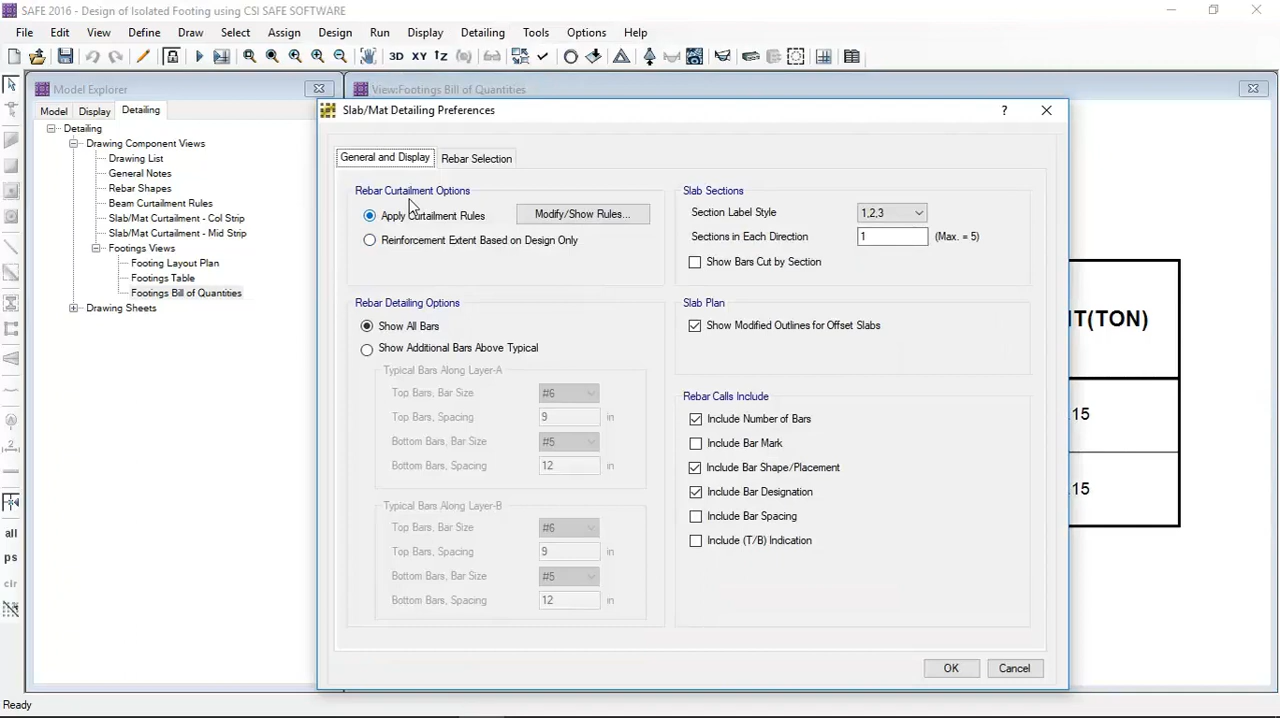 SAFE 2016 - Design of Isolated Footing using CSI SAFE SOFTWARE
File Edit View Define Draw Select Assign Design Run Display Detailing Tools Options Help
3D XY
Model Explorer
Model Display Detailing
Detailing
Drawing Component Views
Drawing List
General Notes
Rebar Shapes
Beam Curtailment Rules
Slab/Mat Curtailment - Col Strip
Slab/Mat Curtailment - Mid Strip
Footings Views
Footing Layout Plan
Footings Table
Footings Bill of Quantities
Drawing Sheets
all
ps
clr
View:Footings Bill of Quantities
T(TON)
15
15
Slab/Mat Detailing Preferences
?
General and Display Rebar Selection
Rebar Curtailment Options
Apply Curtailment Rules Modify/Show Rules...
Reinforcement Extent Based on Design Only
Rebar Detailing Options
Show All Bars
Show Additional Bars Above Typical
Typical Bars Along Layer-A
Top Bars, Bar Size #6
Top Bars, Spacing 9 in
Bottom Bars, Bar Size #5
Bottom Bars, Spacing 12 in
Typical Bars Along Layer-B
Top Bars, Bar Size #6
Top Bars, Spacing 9 in
Bottom Bars, Bar Size #5
Bottom Bars, Spacing 12 in
Slab Sections
Section Label Style 1,2,3
Sections in Each Direction 1 (Max. = 5)
Show Bars Cut by Section
Slab Plan
Show Modified Outlines for Offset Slabs
Rebar Calls Include
Include Number of Bars
Include Bar Mark
Include Bar Shape/Placement
Include Bar Designation
Include Bar Spacing
Include (T/B) Indication
OK Cancel
Ready